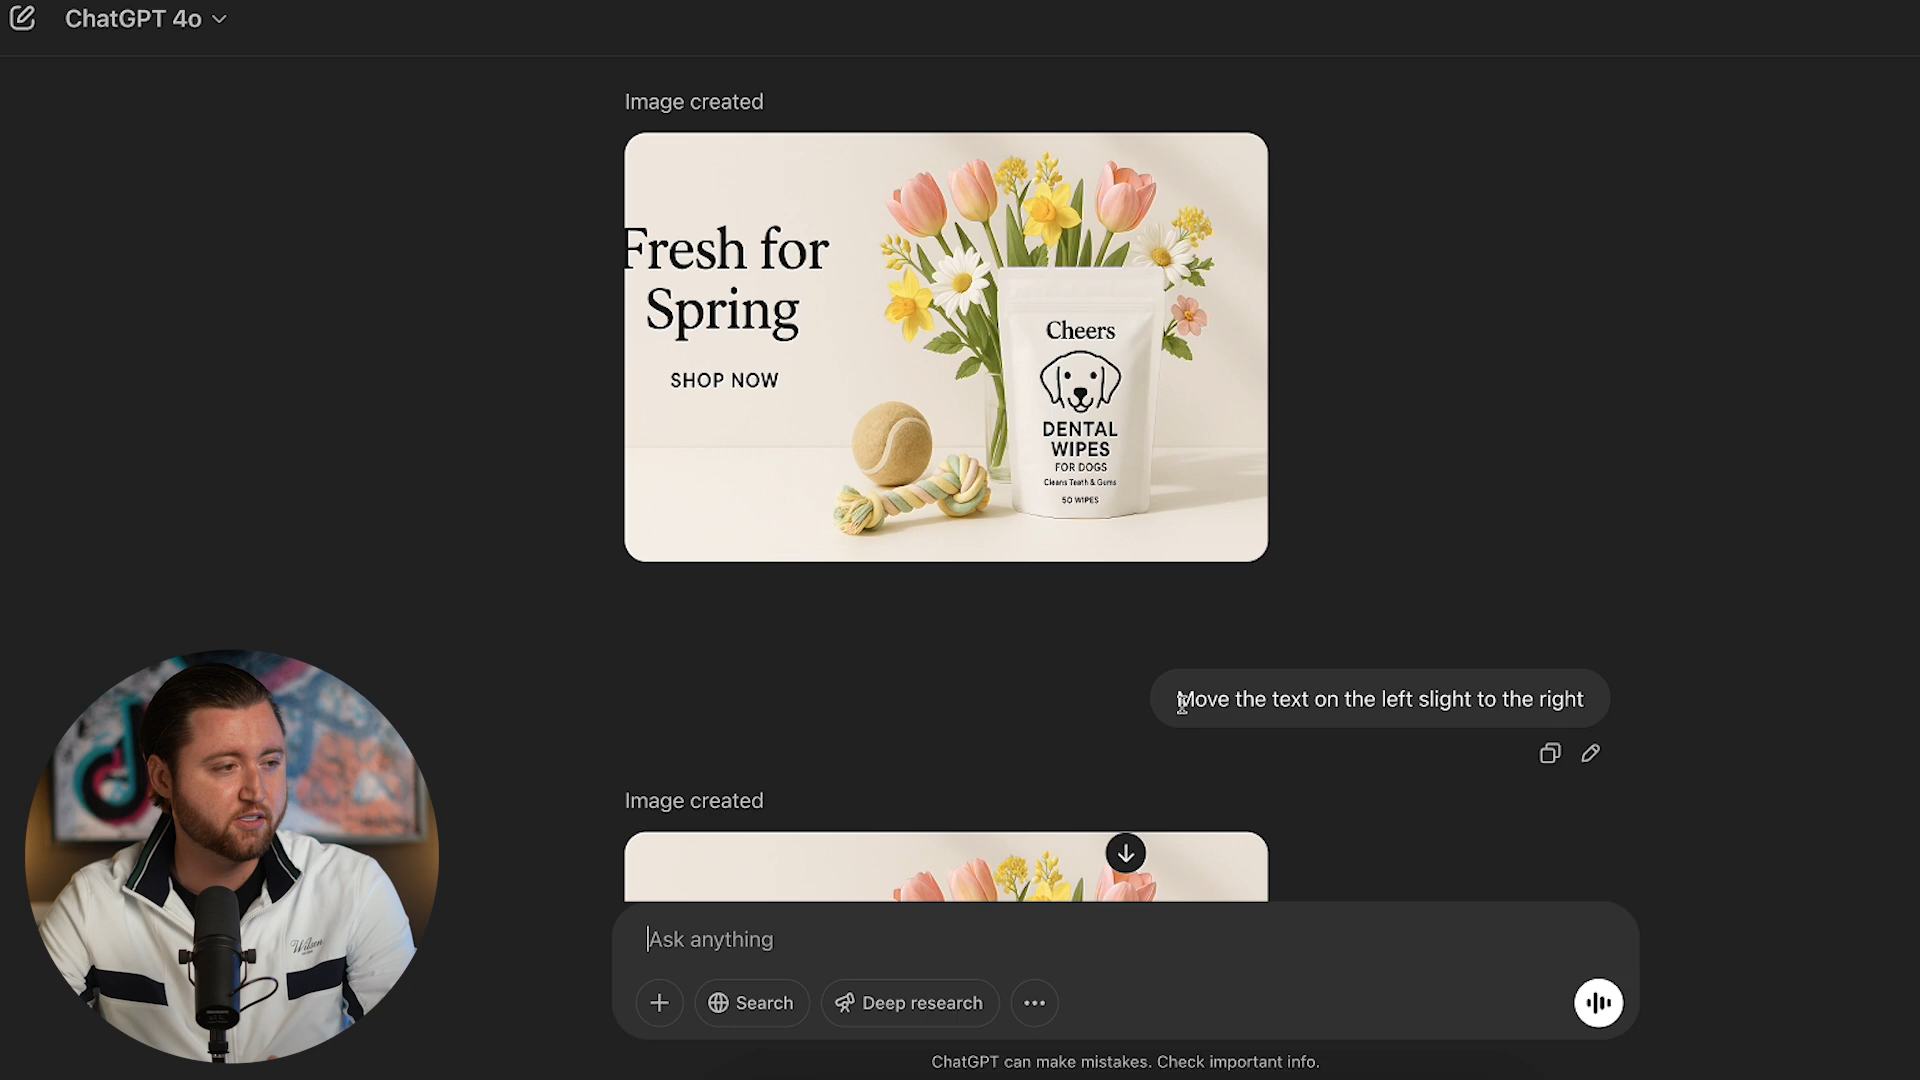 ChatGPT 4o
Image created
Fresh for
Spring
SHOP NOW
Cheers
DENTAL
WIPES
FOR DOGS
Cleans Teath & Gums
50 WIPES
Move the text on the left slight to the right
Image created
Wilson
Ask anything
Search
Deep research
ChatGPT can make mistakes. Check important info.